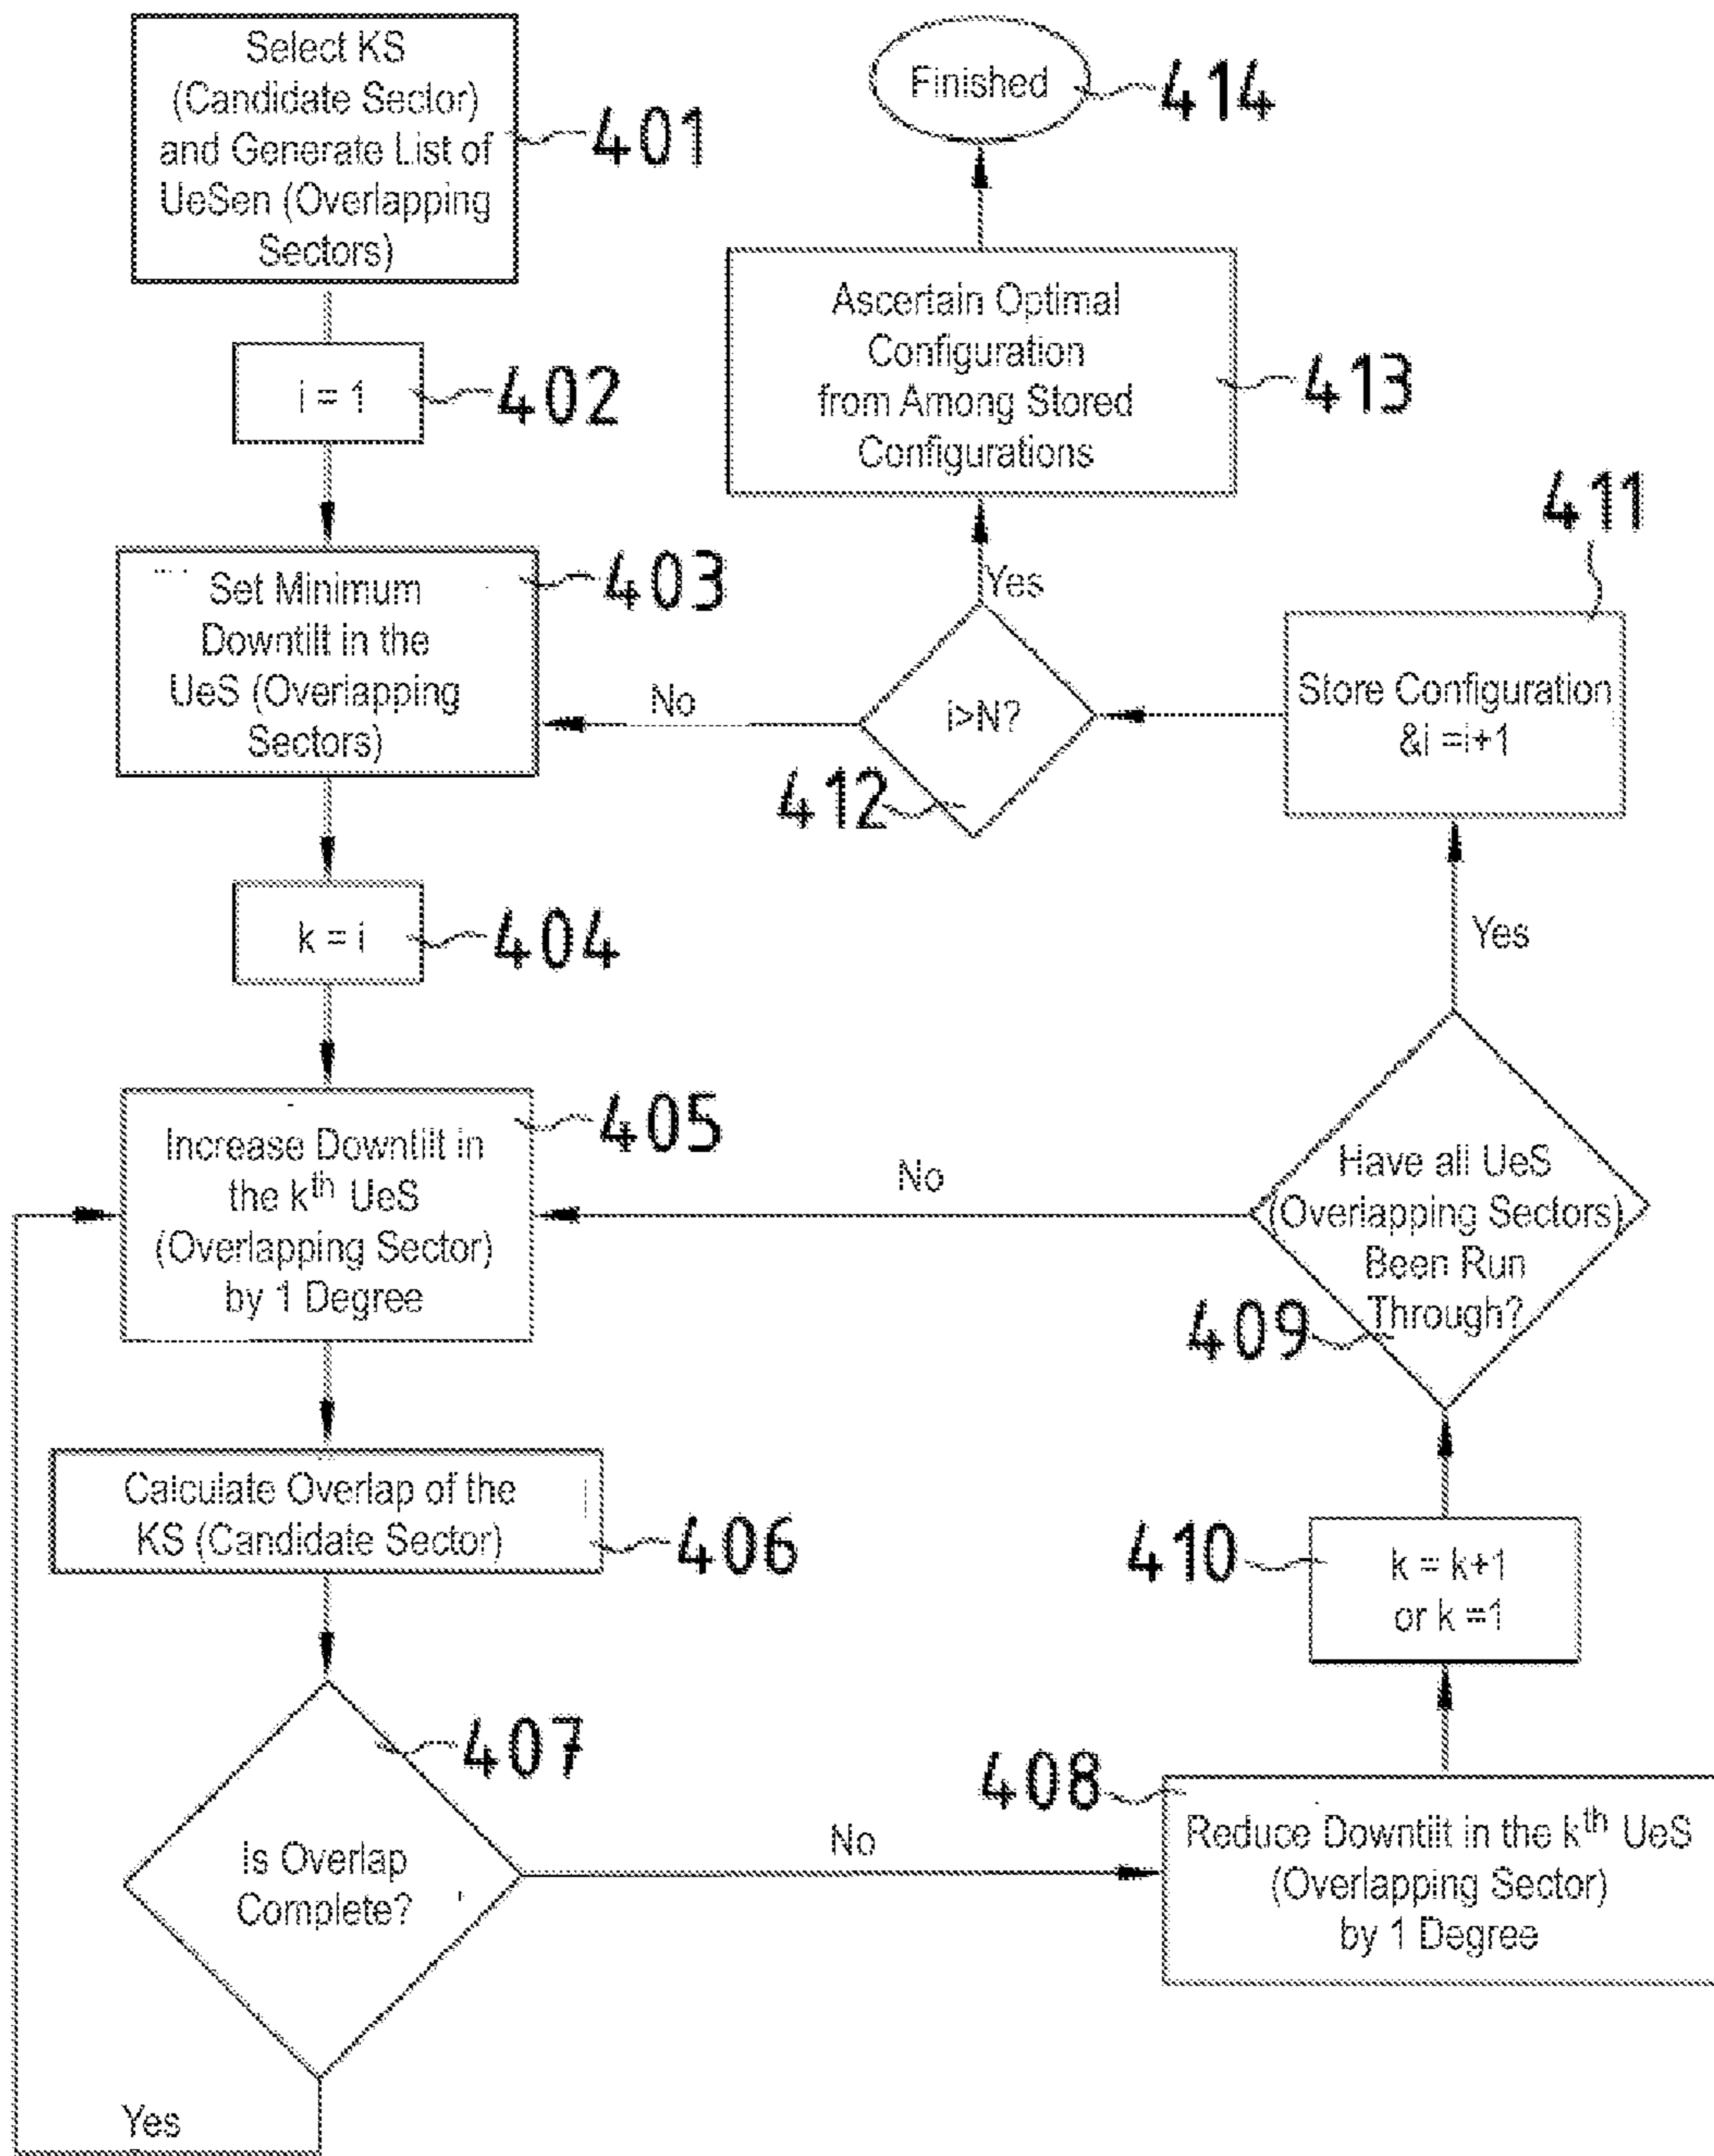 Select KS
(Candidate Sector)
and Generate List of
UeSen (Overlapping
Sectors)
401
i = 1
402
Set Minimum
Downtilt in the
UeS (Overlapping
Sectors)
403
k = i
404
Increase Downtilt in
the kth UeS
(Overlapping Sector)
by 1 Degree
405
Calculate Overlap of the
KS (Candidate Sector)
406
Is Overlap
Complete?
407
Yes
No
Reduce Downtilt in the kth UeS
(Overlapping Sector)
by 1 Degree
408
k = k+1
or k =1
410
Have all UeS
(Overlapping Sectors)
Been Run
Through?
409
No
Yes
Store Configuration
&i =i+1
411
i>N?
412
No
Yes
Ascertain Optimal
Configuration
from Among Stored
Configurations
413
Finished
414